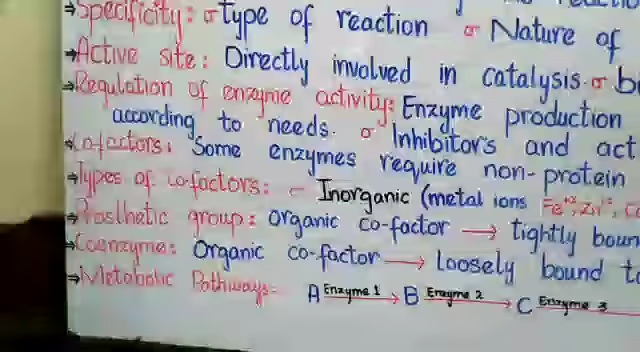 →Specificity: type of reaction Nature of
→Active site: Directly involved in catalysis.
→Regulation of enzyme activity: Enzyme production
according to needs. Inhibitors and act
→Cofactors: Some enzymes require non-protein
→Types of co-factors: Inorganic (metal ions Fe⁺²,
→Prosthetic group: organic co-factor → tightly boun
→Coenzyme: Organic co-factor → Loosely bound to
→Metabolic Pathways: A Enzyme 1 → B Enzyme 2 → C Enzyme 3